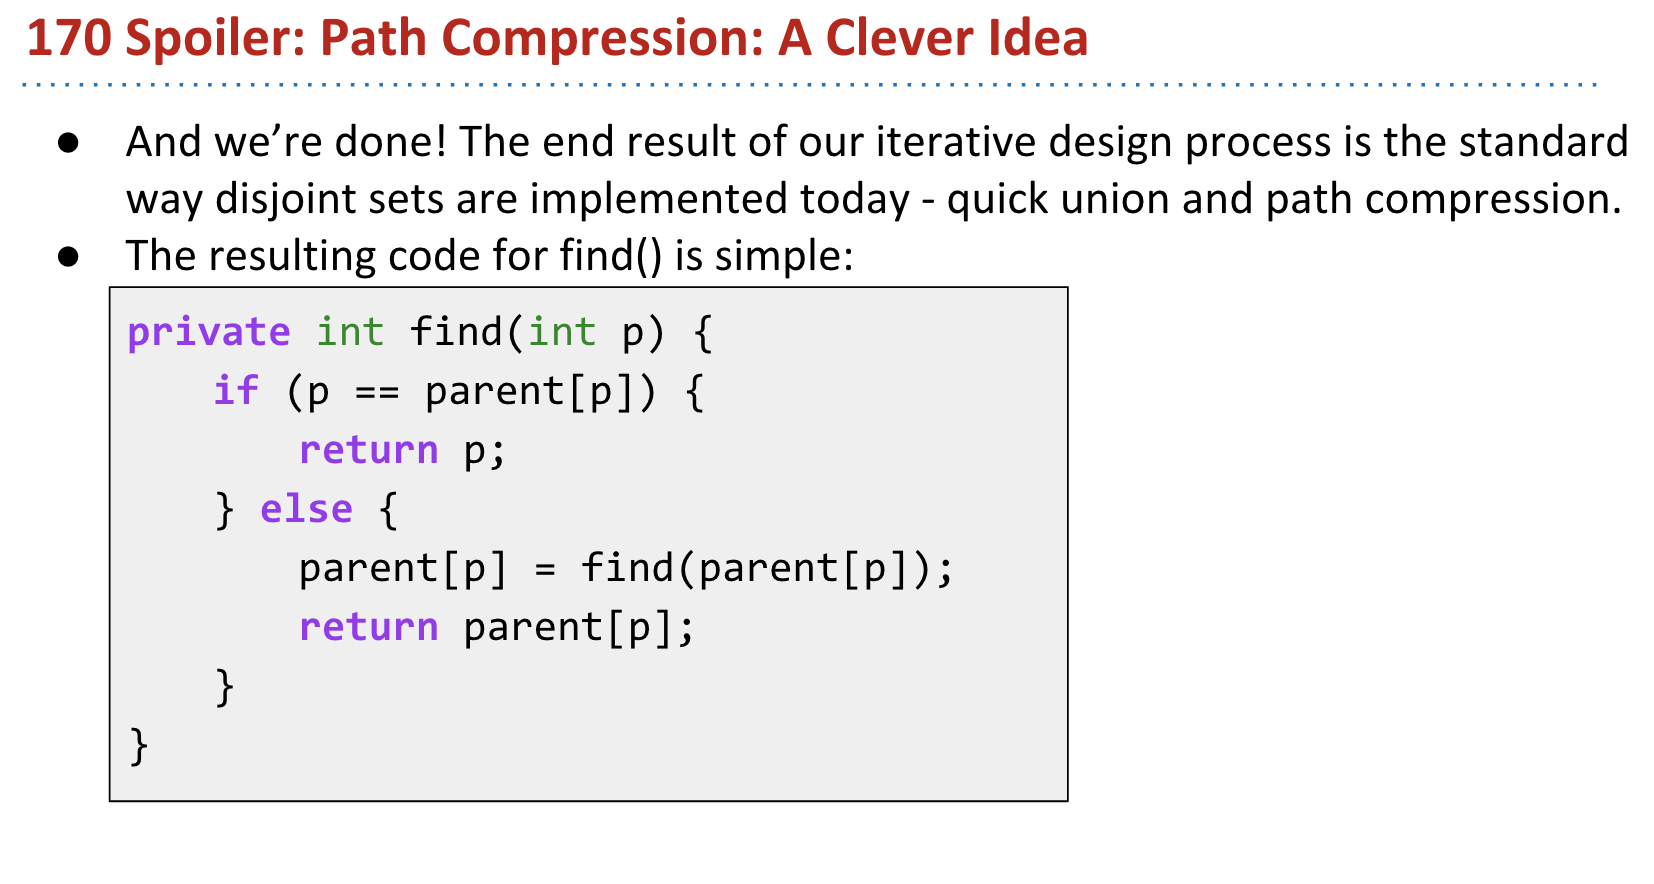 170 Spoiler: Path Compression: A Clever Idea
● And we’re done! The end result of our iterative design process is the standard
way disjoint sets are implemented today - quick union and path compression.
● The resulting code for find() is simple:
private int find(int p) {
    if (p == parent[p]) {
        return p;
    } else {
        parent[p] = find(parent[p]);
        return parent[p];
    }
}